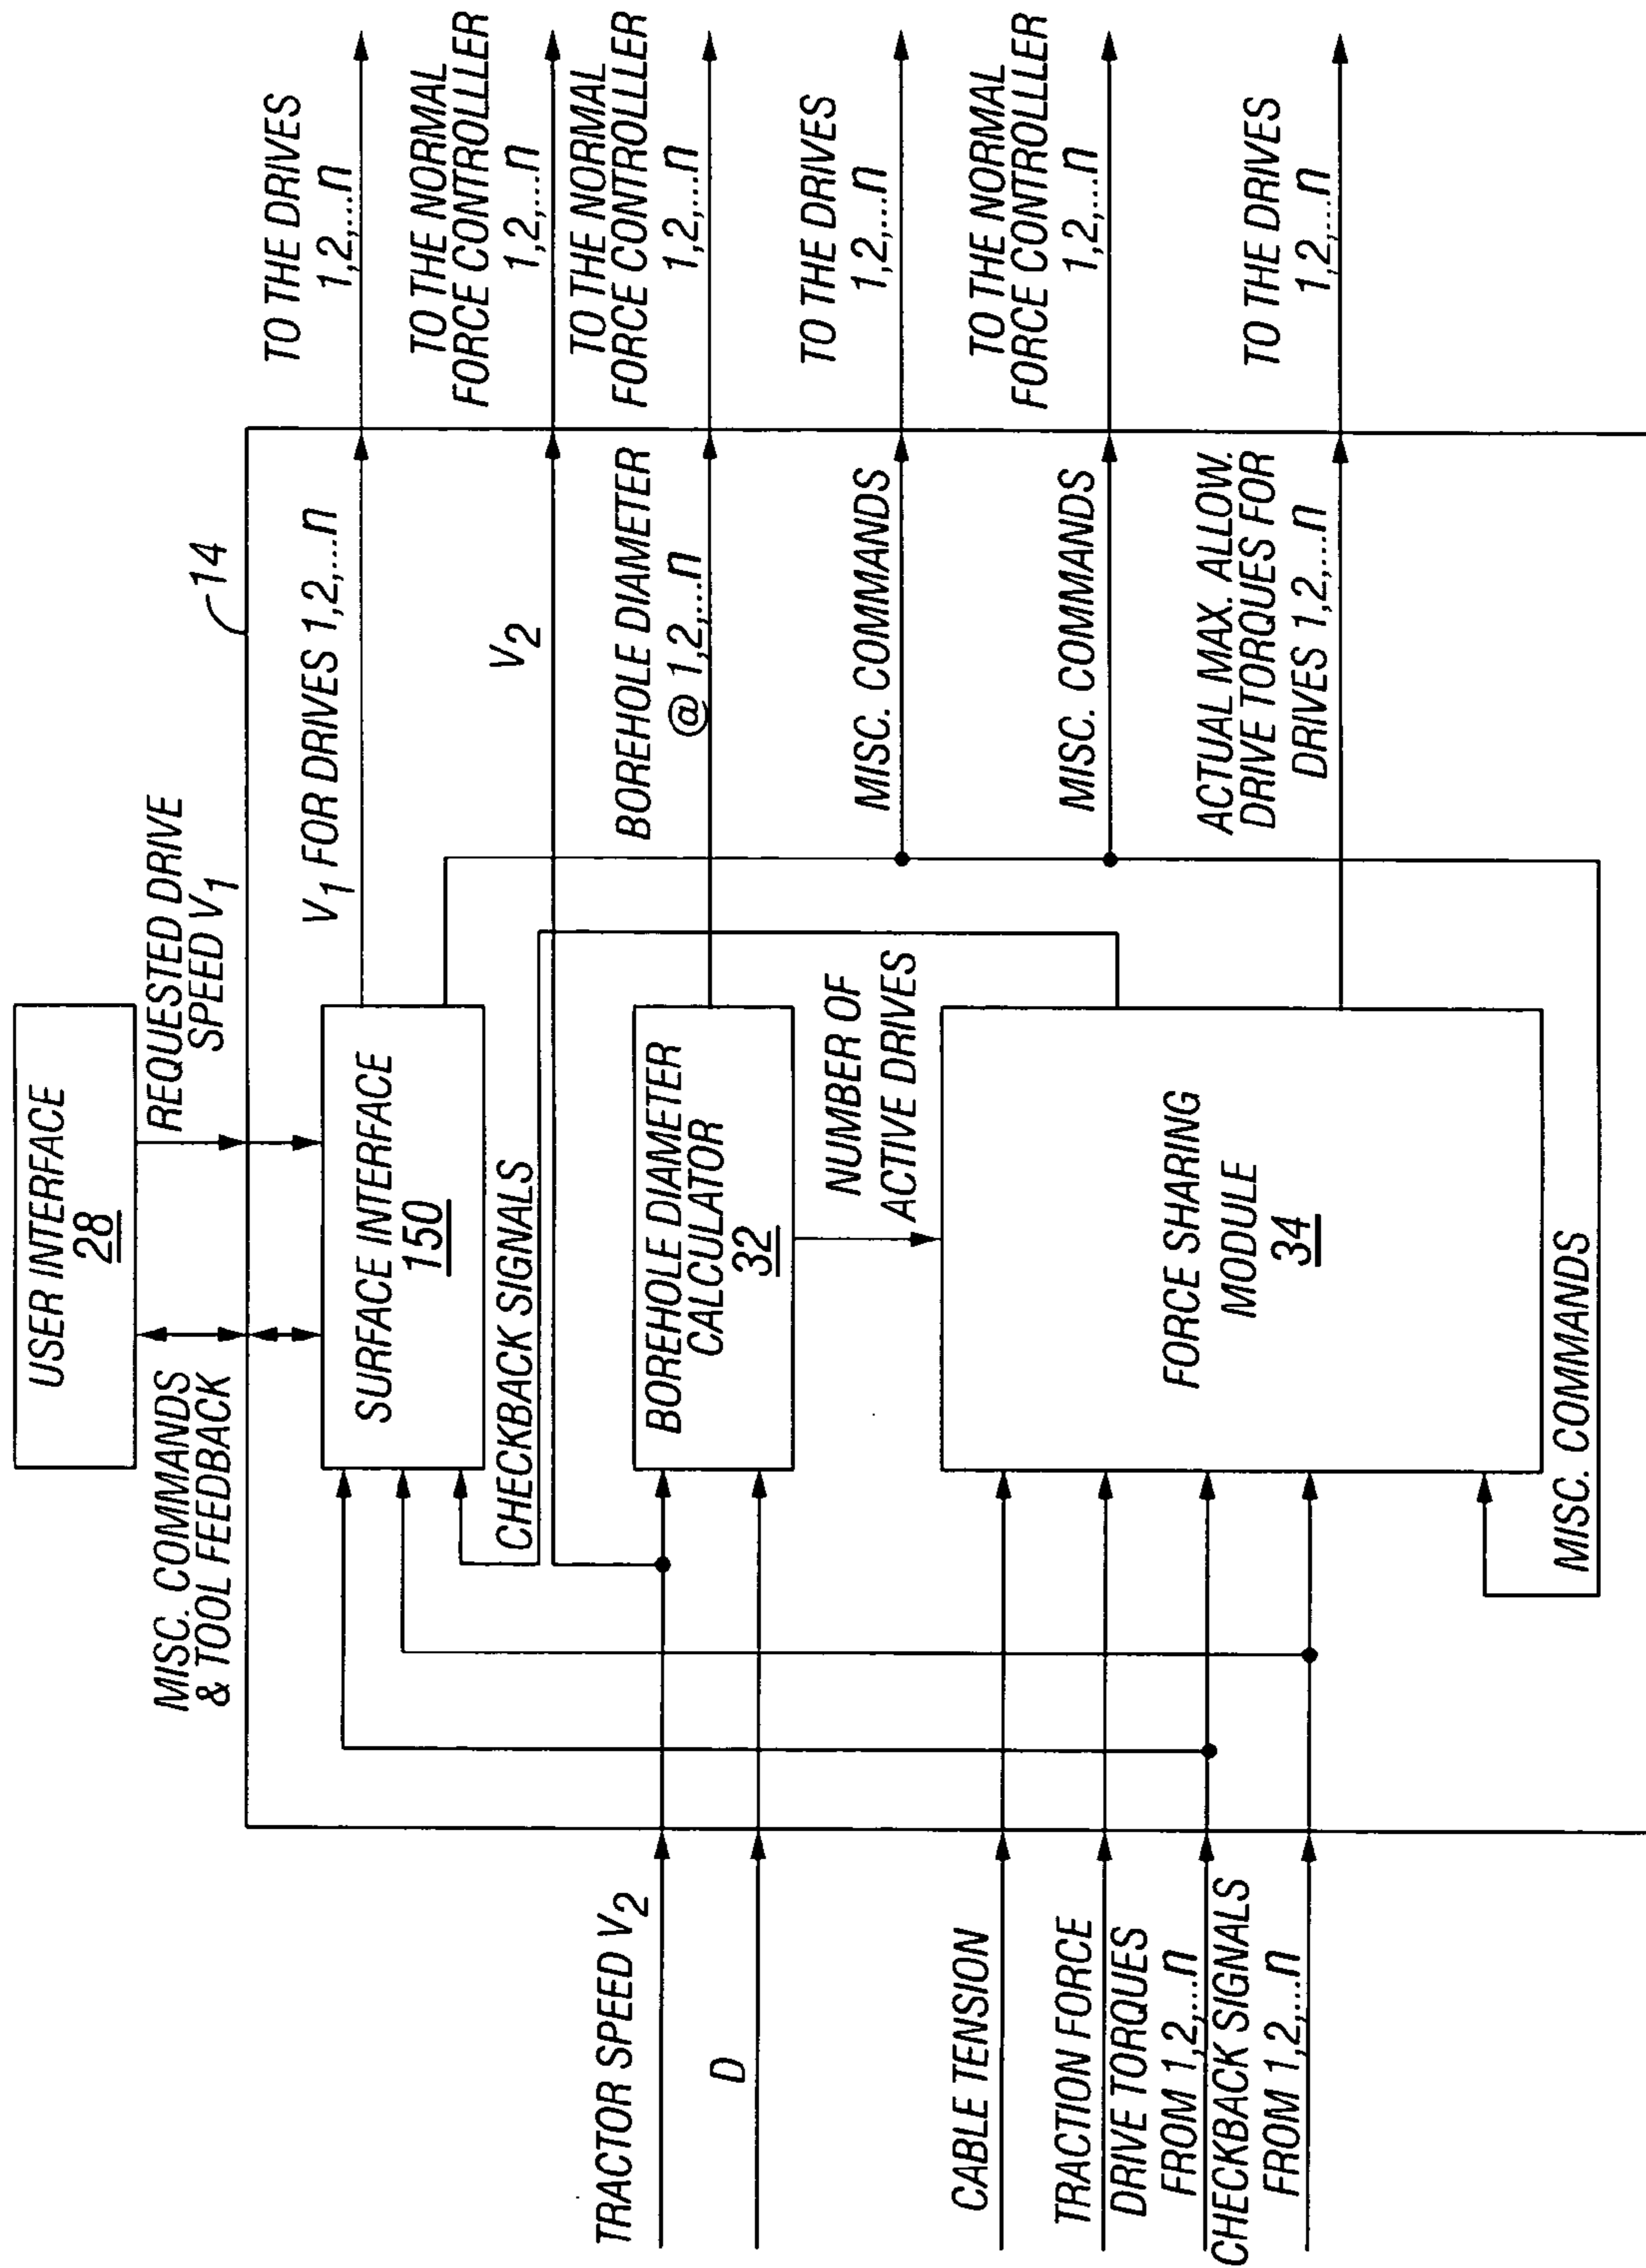 USER INTERFACE
28
MISC. COMMANDS
& TOOL FEEDBACK
REQUESTED DRIVE
SPEED V1
14
SURFACE INTERFACE
150
V1 FOR DRIVES 1,2,...n
TO THE DRIVES
1,2,...n
CHECKBACK SIGNALS
V2
TO THE NORMAL
FORCE CONTROLLLER
1,2,...n
TRACTOR SPEED V2
D
BOREHOLE DIAMETER
CALCULATOR
32
BOREHOLE DIAMETER
@ 1,2,...n
TO THE NORMAL
FORCE CONTROLLLER
1,2,...n
NUMBER OF
ACTIVE DRIVES
MISC. COMMANDS
TO THE DRIVES
1,2,...n
CABLE TENSION
TRACTION FORCE
DRIVE TORQUES
FROM 1,2,...n
CHECKBACK SIGNALS
FROM 1,2,...n
FORCE SHARING
MODULE
34
MISC. COMMANDS
TO THE NORMAL
FORCE CONTROLLLER
1,2,...n
ACTUAL MAX. ALLOW.
DRIVE TORQUES FOR
DRIVES 1,2,...n
TO THE DRIVES
1,2,...n
MISC. COMMANDS